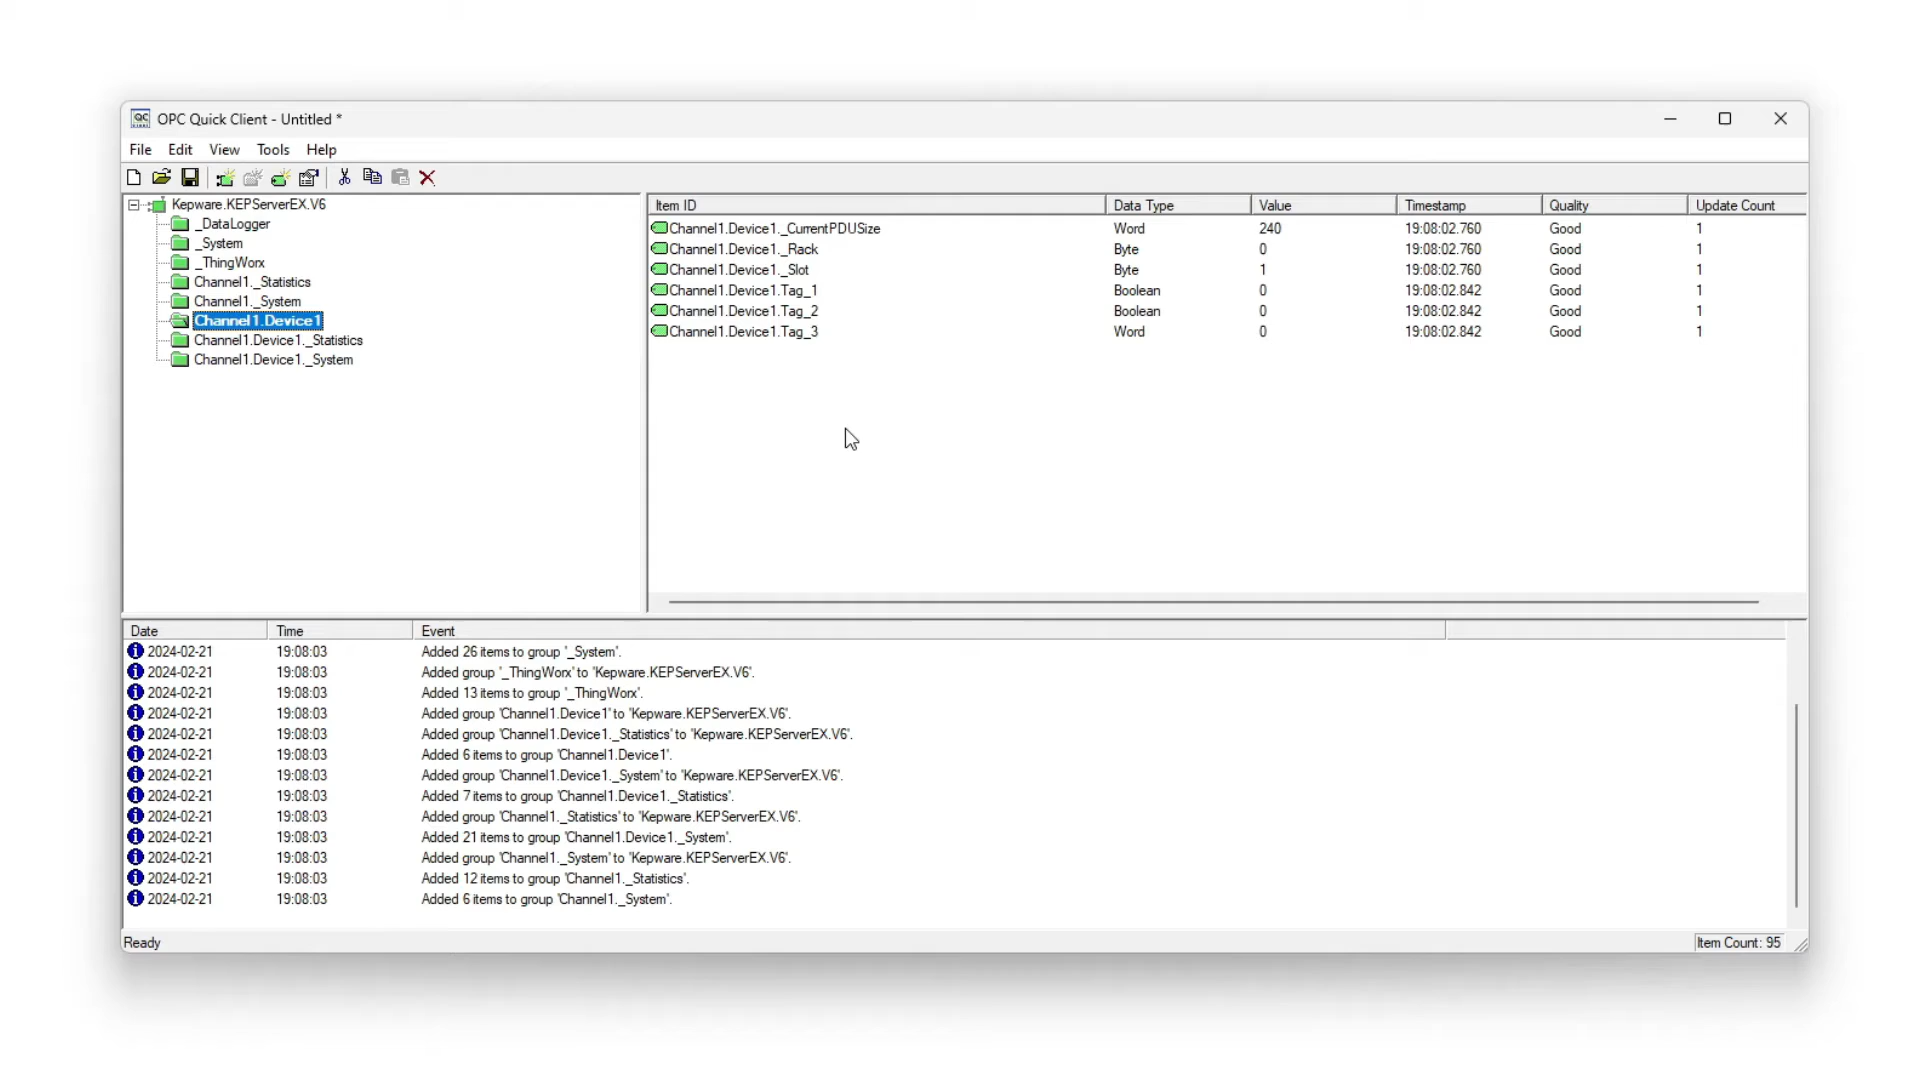 OPC Quick Client - Untitled *
File Edit View Tools Help
Kepware.KEPServerEX.V6
_DataLogger
_System
_ThingWorx
Channel1._Statistics
Channel1._System
Channel1.Device1
Channel1.Device1._Statistics
Channel1.Device1._System
Item ID Data Type Value Timestamp Quality Update Count
Channel1.Device1._CurrentPDUSize Word 240 19:08:02.760 Good 1
Channel1.Device1._Rack Byte 0 19:08:02.760 Good 1
Channel1.Device1._Slot Byte 1 19:08:02.760 Good 1
Channel1.Device1.Tag_1 Boolean 0 19:08:02.842 Good 1
Channel1.Device1.Tag_2 Boolean 0 19:08:02.842 Good 1
Channel1.Device1.Tag_3 Word 0 19:08:02.842 Good 1
Date Time Event
2024-02-21 19:08:03 Added 26 items to group '_System'.
2024-02-21 19:08:03 Added group '_ThingWorx' to 'Kepware.KEPServerEX.V6'.
2024-02-21 19:08:03 Added 13 items to group '_ThingWorx'.
2024-02-21 19:08:03 Added group 'Channel1.Device1' to 'Kepware.KEPServerEX.V6'.
2024-02-21 19:08:03 Added group 'Channel1.Device1._Statistics' to 'Kepware.KEPServerEX.V6'.
2024-02-21 19:08:03 Added 6 items to group 'Channel1.Device1'.
2024-02-21 19:08:03 Added group 'Channel1.Device1._System' to 'Kepware.KEPServerEX.V6'.
2024-02-21 19:08:03 Added 7 items to group 'Channel1.Device1._Statistics'.
2024-02-21 19:08:03 Added group 'Channel1._Statistics' to 'Kepware.KEPServerEX.V6'.
2024-02-21 19:08:03 Added 21 items to group 'Channel1.Device1._System'.
2024-02-21 19:08:03 Added group 'Channel1._System' to 'Kepware.KEPServerEX.V6'.
2024-02-21 19:08:03 Added 12 items to group 'Channel1._Statistics'.
2024-02-21 19:08:03 Added 6 items to group 'Channel1._System'.
Ready Item Count: 95